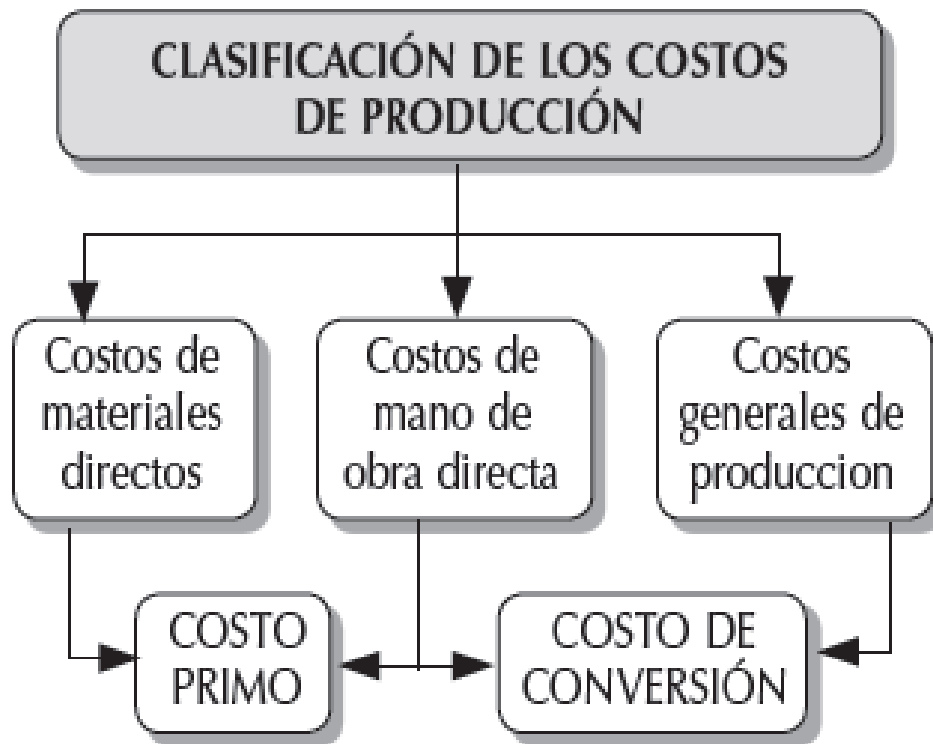 CLASIFICACIÓN DE LOS COSTOS
DE PRODUCCIÓN
Costos de
materiales
directos
Costos de
mano de
obra directa
Costos
generales de
produccion
COSTO
PRIMO
COSTO DE
CONVERSIÓN